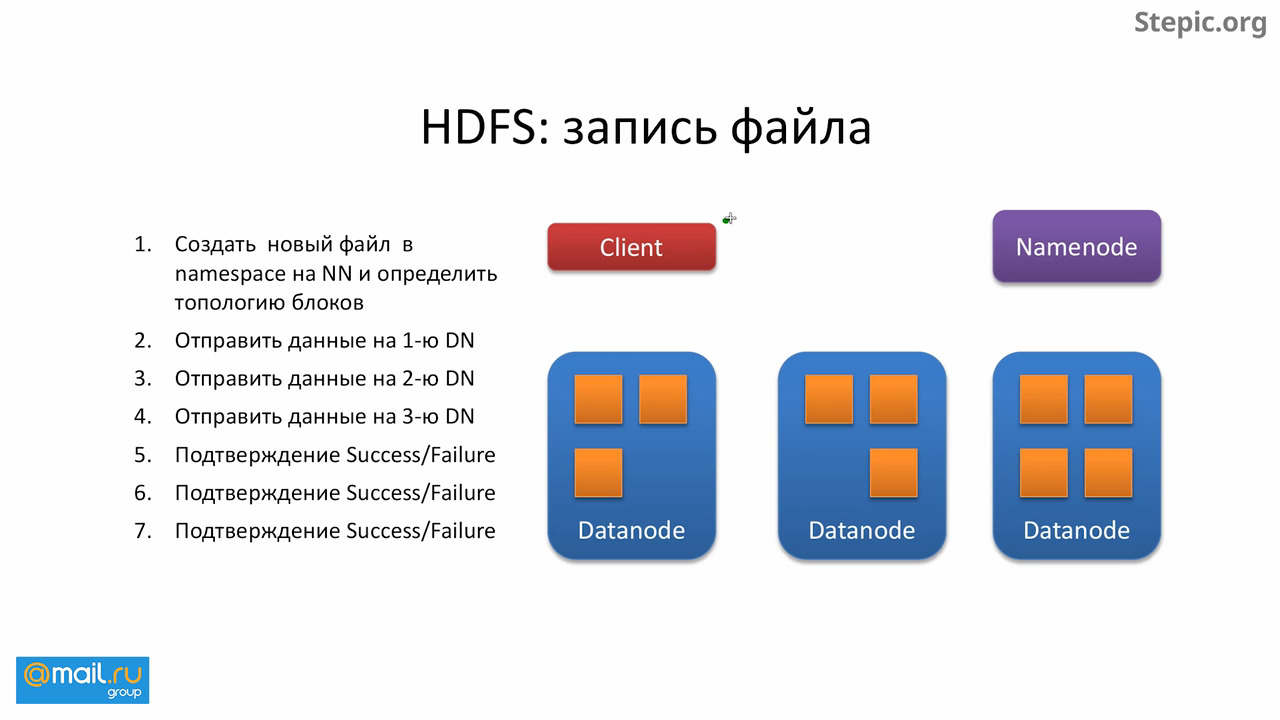 Stepic.org
HDFS: запись файла
1. Создать новый файл в
namespace на NN и определить
топологию блоков
2. Отправить данные на 1-ю DN
3. Отправить данные на 2-ю DN
4. Отправить данные на 3-ю DN
5. Подтверждение Success/Failure
6. Подтверждение Success/Failure
7. Подтверждение Success/Failure
Client
Namenode
Datanode
Datanode
Datanode
@mail.ru
group